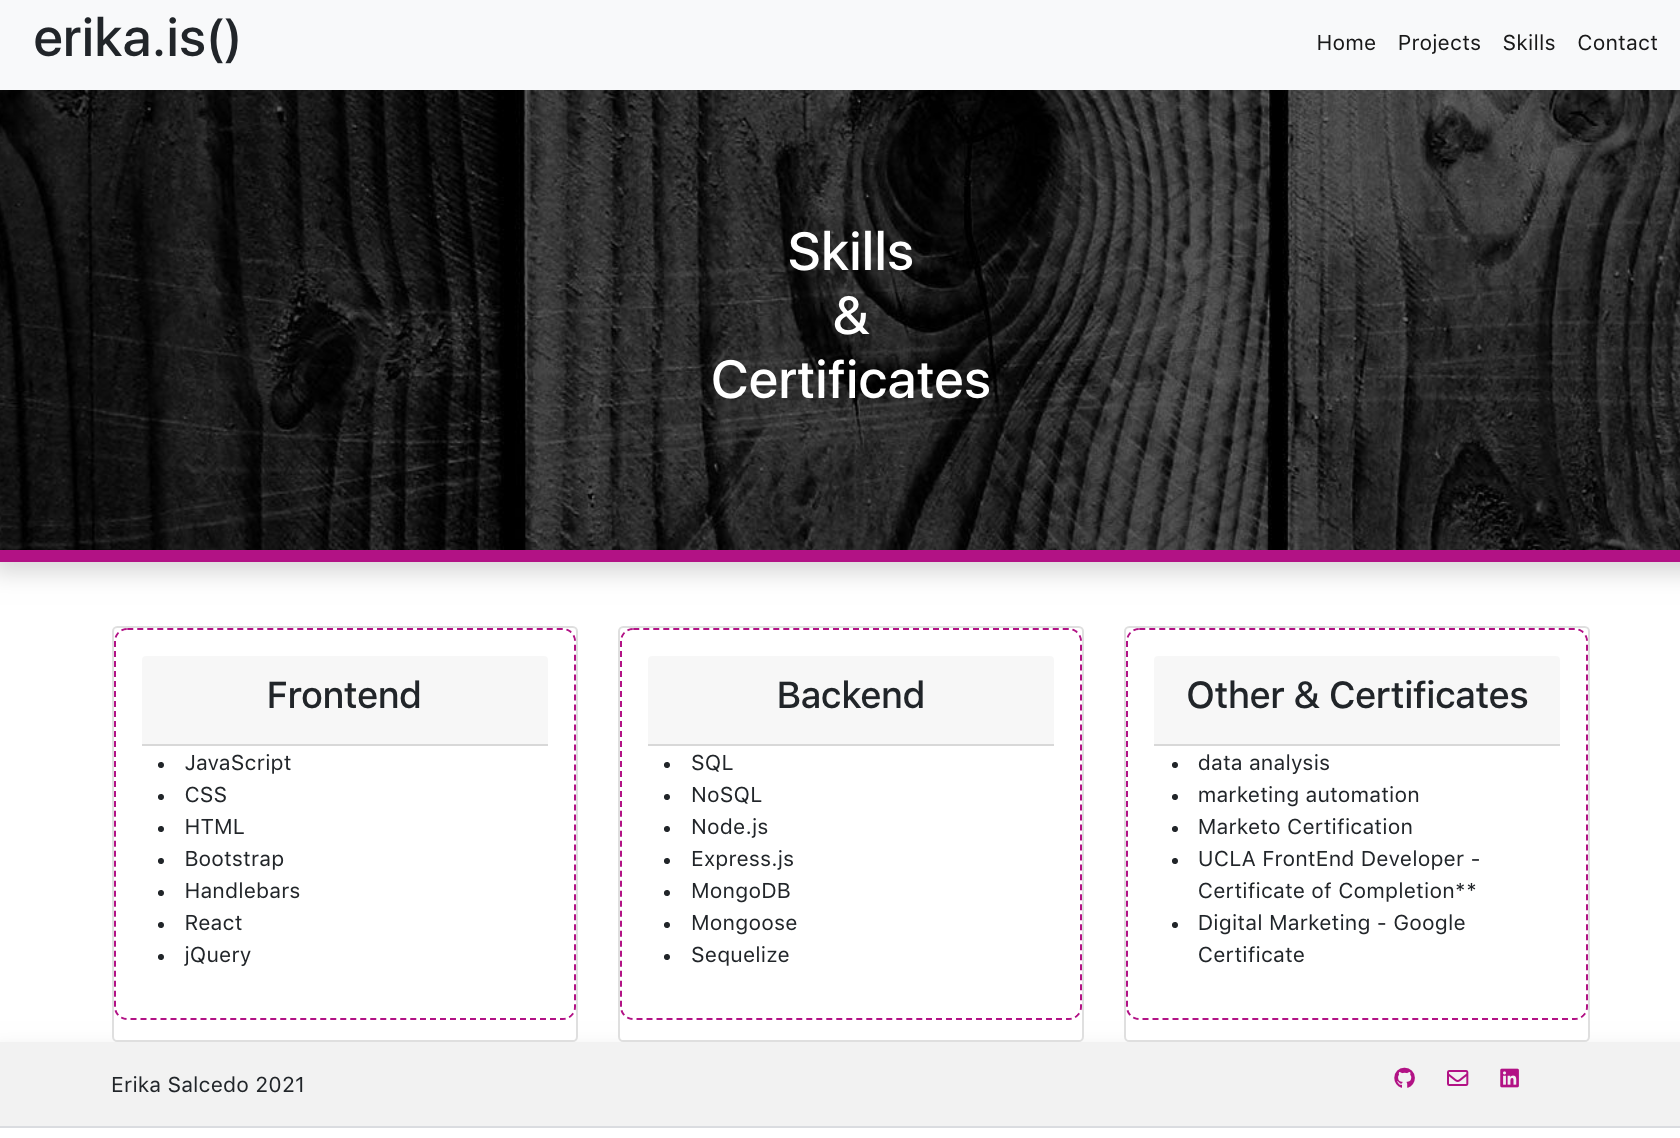 erika.is()
Home Projects Skills Contact
Skills
&
Certificates
Frontend
JavaScript
CSS
HTML
Bootstrap
Handlebars
React
jQuery
Backend
SQL
NoSQL
Node.js
Express.js
MongoDB
Mongoose
Sequelize
Other & Certificates
data analysis
marketing automation
Marketo Certification
UCLA FrontEnd Developer -
Certificate of Completion**
Digital Marketing - Google
Certificate
Erika Salcedo 2021